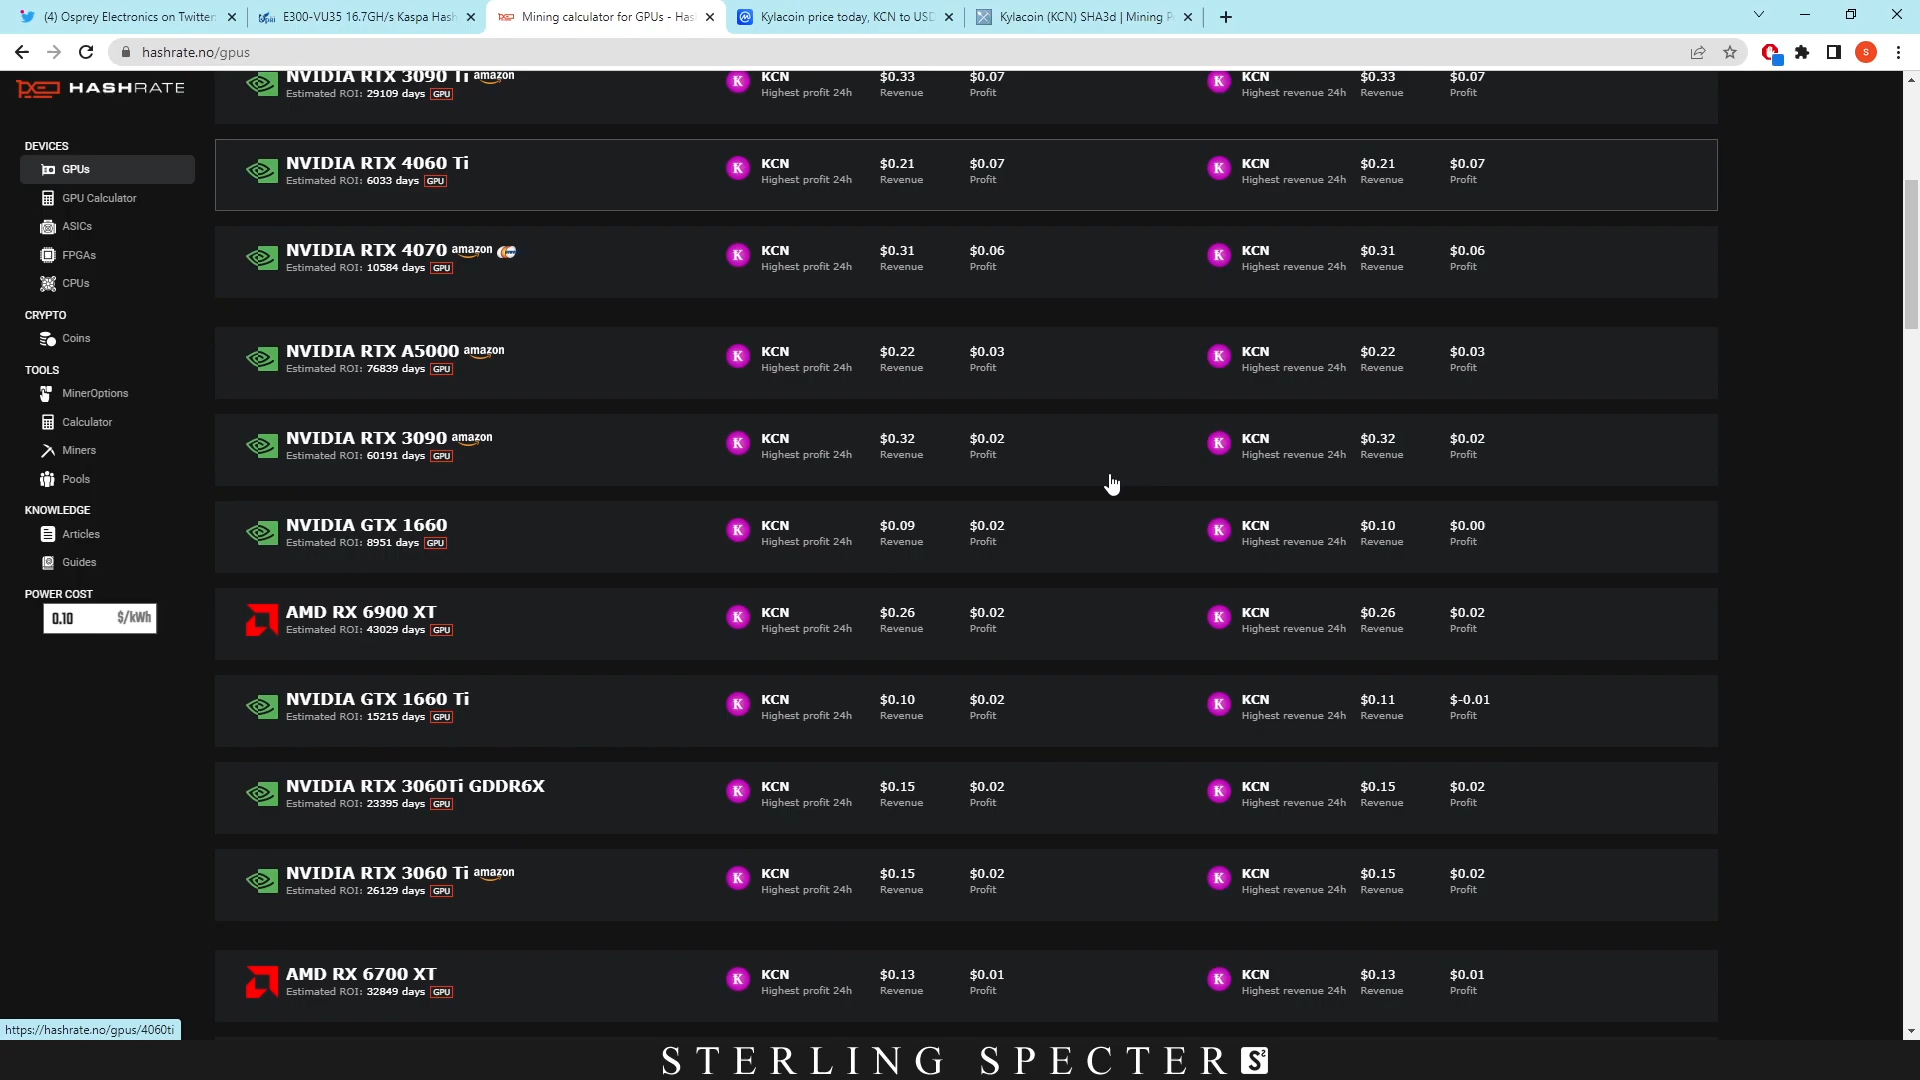 (4) Osprey Electronics on Twitter
E300-VU35 16.7GH/s Kaspa Hash
Mining calculator for GPUs - Has
Kylacoin price today, KCN to USD
Kylacoin (KCN) SHA3d | Mining P
hashrate.no/gpus
S
HASHRATE
DEVICES
GPUs
GPU Calculator
ASICs
FPGAs
CPUs
CRYPTO
Coins
TOOLS
MinerOptions
Calculator
Miners
Pools
KNOWLEDGE
Articles
Guides
POWER COST
0.10 $/kWh
NVIDIA RTX 3090 Ti amazon K KCN $0.33 $0.07 K KCN $0.33 $0.07
Estimated ROI: 29109 days GPU Highest profit 24h Revenue Profit Highest revenue 24h Revenue Profit
NVIDIA RTX 4060 Ti K KCN $0.21 $0.07 K KCN $0.21 $0.07
Estimated ROI: 6033 days GPU Highest profit 24h Revenue Profit Highest revenue 24h Revenue Profit
NVIDIA RTX 4070 amazon K KCN $0.31 $0.06 K KCN $0.31 $0.06
Estimated ROI: 10584 days GPU Highest profit 24h Revenue Profit Highest revenue 24h Revenue Profit
NVIDIA RTX A5000 amazon K KCN $0.22 $0.03 K KCN $0.22 $0.03
Estimated ROI: 76839 days GPU Highest profit 24h Revenue Profit Highest revenue 24h Revenue Profit
NVIDIA RTX 3090 amazon K KCN $0.32 $0.02 K KCN $0.32 $0.02
Estimated ROI: 60191 days GPU Highest profit 24h Revenue Profit Highest revenue 24h Revenue Profit
NVIDIA GTX 1660 K KCN $0.09 $0.02 K KCN $0.10 $0.00
Estimated ROI: 8951 days GPU Highest profit 24h Revenue Profit Highest revenue 24h Revenue Profit
AMD RX 6900 XT K KCN $0.26 $0.02 K KCN $0.26 $0.02
Estimated ROI: 43029 days GPU Highest profit 24h Revenue Profit Highest revenue 24h Revenue Profit
NVIDIA GTX 1660 Ti K KCN $0.10 $0.02 K KCN $0.11 $-0.01
Estimated ROI: 15215 days GPU Highest profit 24h Revenue Profit Highest revenue 24h Revenue Profit
NVIDIA RTX 3060Ti GDDR6X K KCN $0.15 $0.02 K KCN $0.15 $0.02
Estimated ROI: 23395 days GPU Highest profit 24h Revenue Profit Highest revenue 24h Revenue Profit
NVIDIA RTX 3060 Ti amazon K KCN $0.15 $0.02 K KCN $0.15 $0.02
Estimated ROI: 26129 days GPU Highest profit 24h Revenue Profit Highest revenue 24h Revenue Profit
AMD RX 6700 XT K KCN $0.13 $0.01 K KCN $0.13 $0.01
Estimated ROI: 32849 days GPU Highest profit 24h Revenue Profit Highest revenue 24h Revenue Profit
https://hashrate.no/gpus/4060ti
STERLING SPECTER